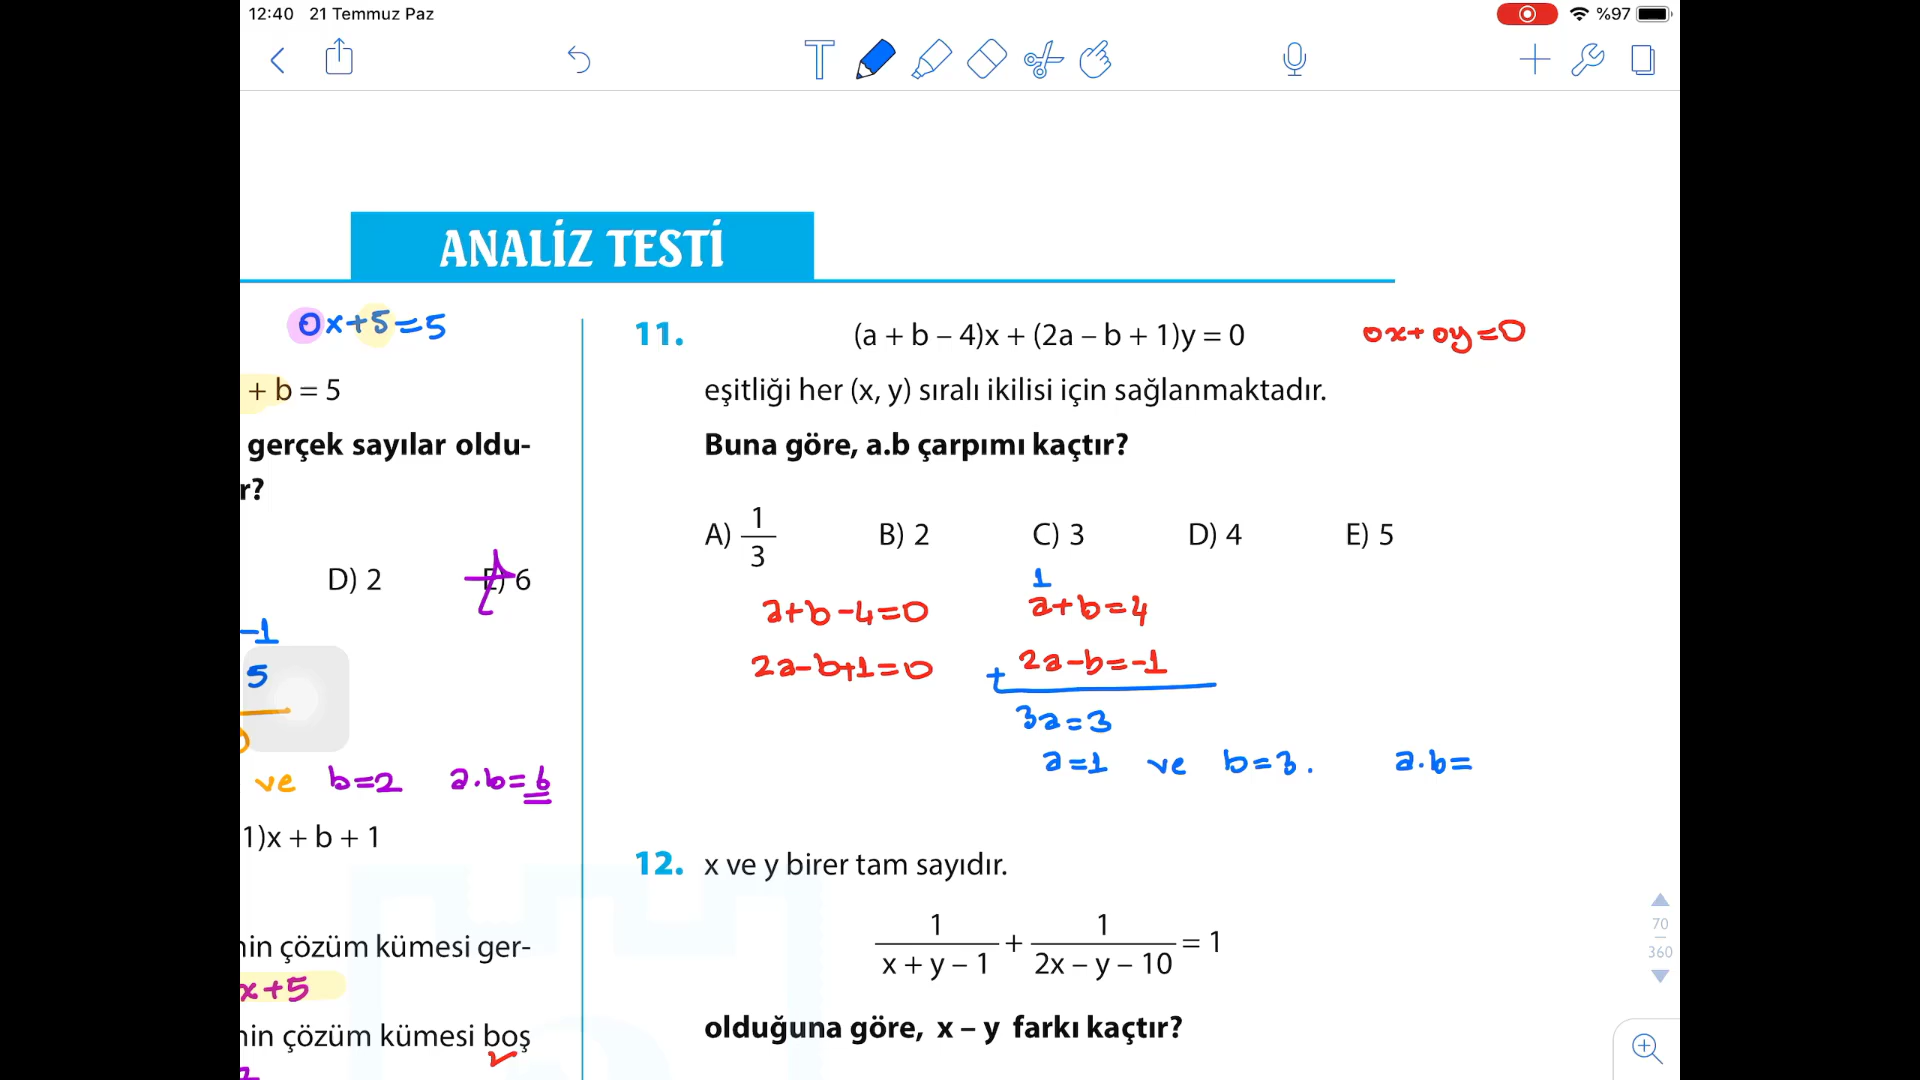 12:40 21 Temmuz Paz
%97
T
ANALİZ TESTİ
0x+5=5
+ b = 5
gerçek sayılar oldu-
r?
D) 2 E) 6
-1
5
ve b=2 a.b=6
1)x + b + 1
nin çözüm kümesi ger-
x+5
nin çözüm kümesi boş
11. (a + b – 4)x + (2a – b + 1)y = 0
0x+0y=0
eşitliği her (x, y) sıralı ikilisi için sağlanmaktadır.
Buna göre, a.b çarpımı kaçtır?
A) 1/3 B) 2 C) 3 D) 4 E) 5
1
a+b-4=0 a+b=4
2a-b+1=0 + 2a-b=-1
3a=3
a=1 ve b=3. a.b=
12. x ve y birer tam sayıdır.
1/(x + y – 1) + 1/(2x – y – 10) = 1
olduğuna göre, x – y farkı kaçtır?
70
360